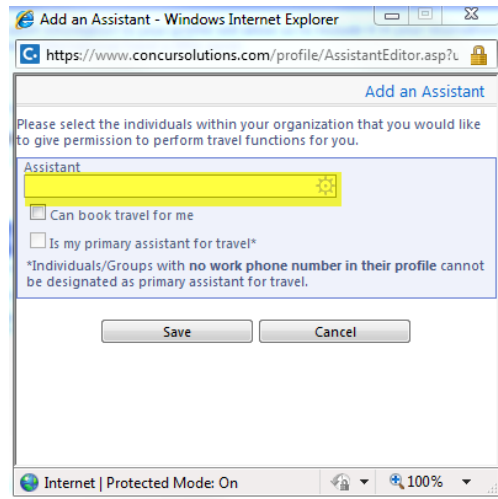 Add an Assistant - Windows Internet Explorer
https://www.concursolutions.com/profile/AssistantEditor.asp?u
Add an Assistant
Please select the individuals within your organization that you would like
to give permission to perform travel functions for you.
Assistant
Can book travel for me
Is my primary assistant for travel*
*Individuals/Groups with no work phone number in their profile cannot
be designated as primary assistant for travel.
Save Cancel
Internet | Protected Mode: On 100%